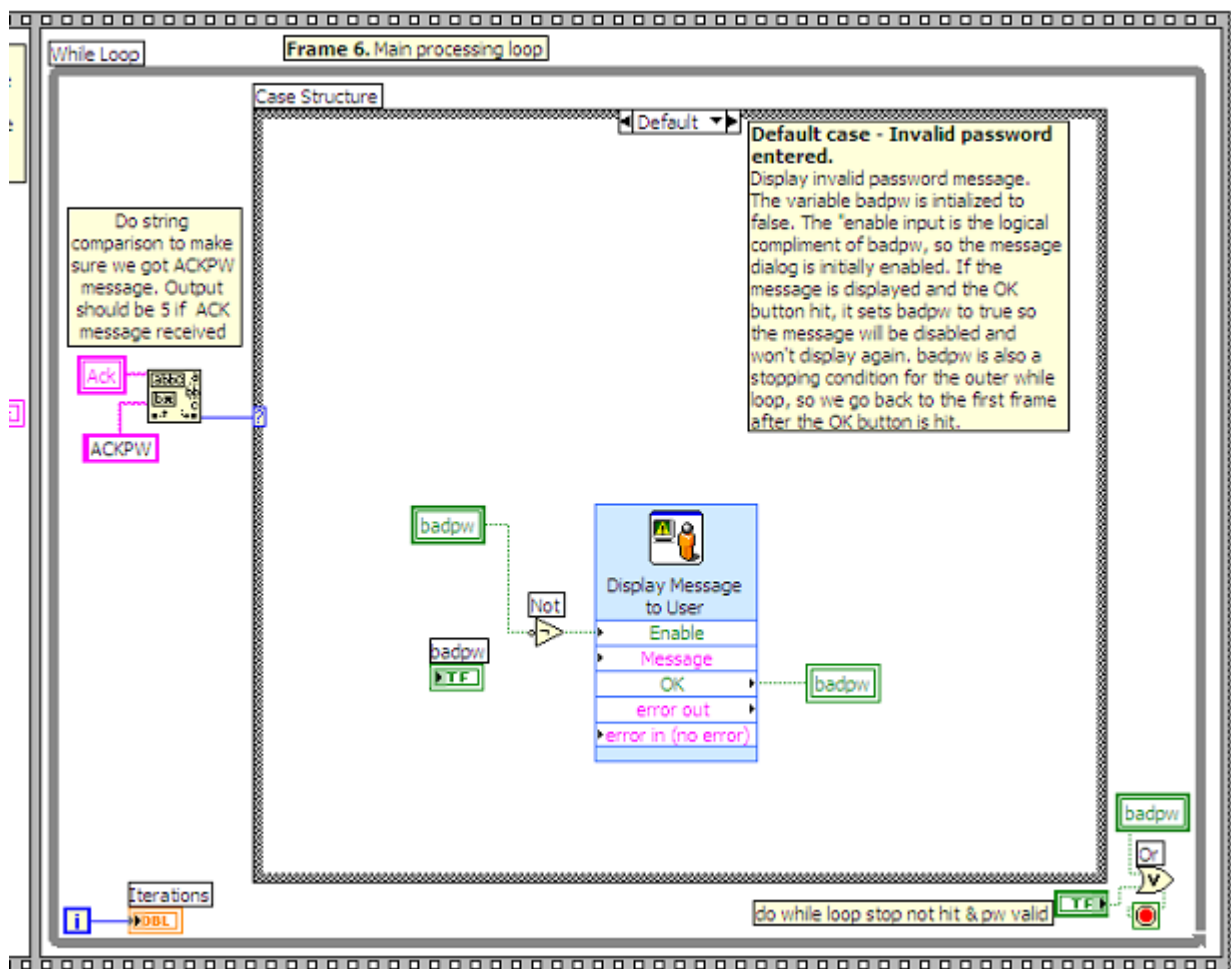 While Loop
Frame 6. Main processing loop
Case Structure
Default
Default case - Invalid password
entered.
Display invalid password message.
The variable badpw is intialized to
false. The "enable input is the logical
compliment of badpw, so the message
dialog is initially enabled. If the
message is displayed and the OK
button hit, it sets badpw to true so
the message will be disabled and
won't display again. badpw is also a
stopping condition for the outer while
loop, so we go back to the first frame
after the OK button is hit.
Do string
comparison to make
sure we got ACKPW
message. Output
should be 5 if ACK
message received
Ack
?
ACKPW
badpw
Display Message
to User
Not
Enable
badpw
Message
TF
OK
badpw
error out
error in (no error)
badpw
Or
V
Iterations
i
DBL
do while loop stop not hit & pw valid
TF